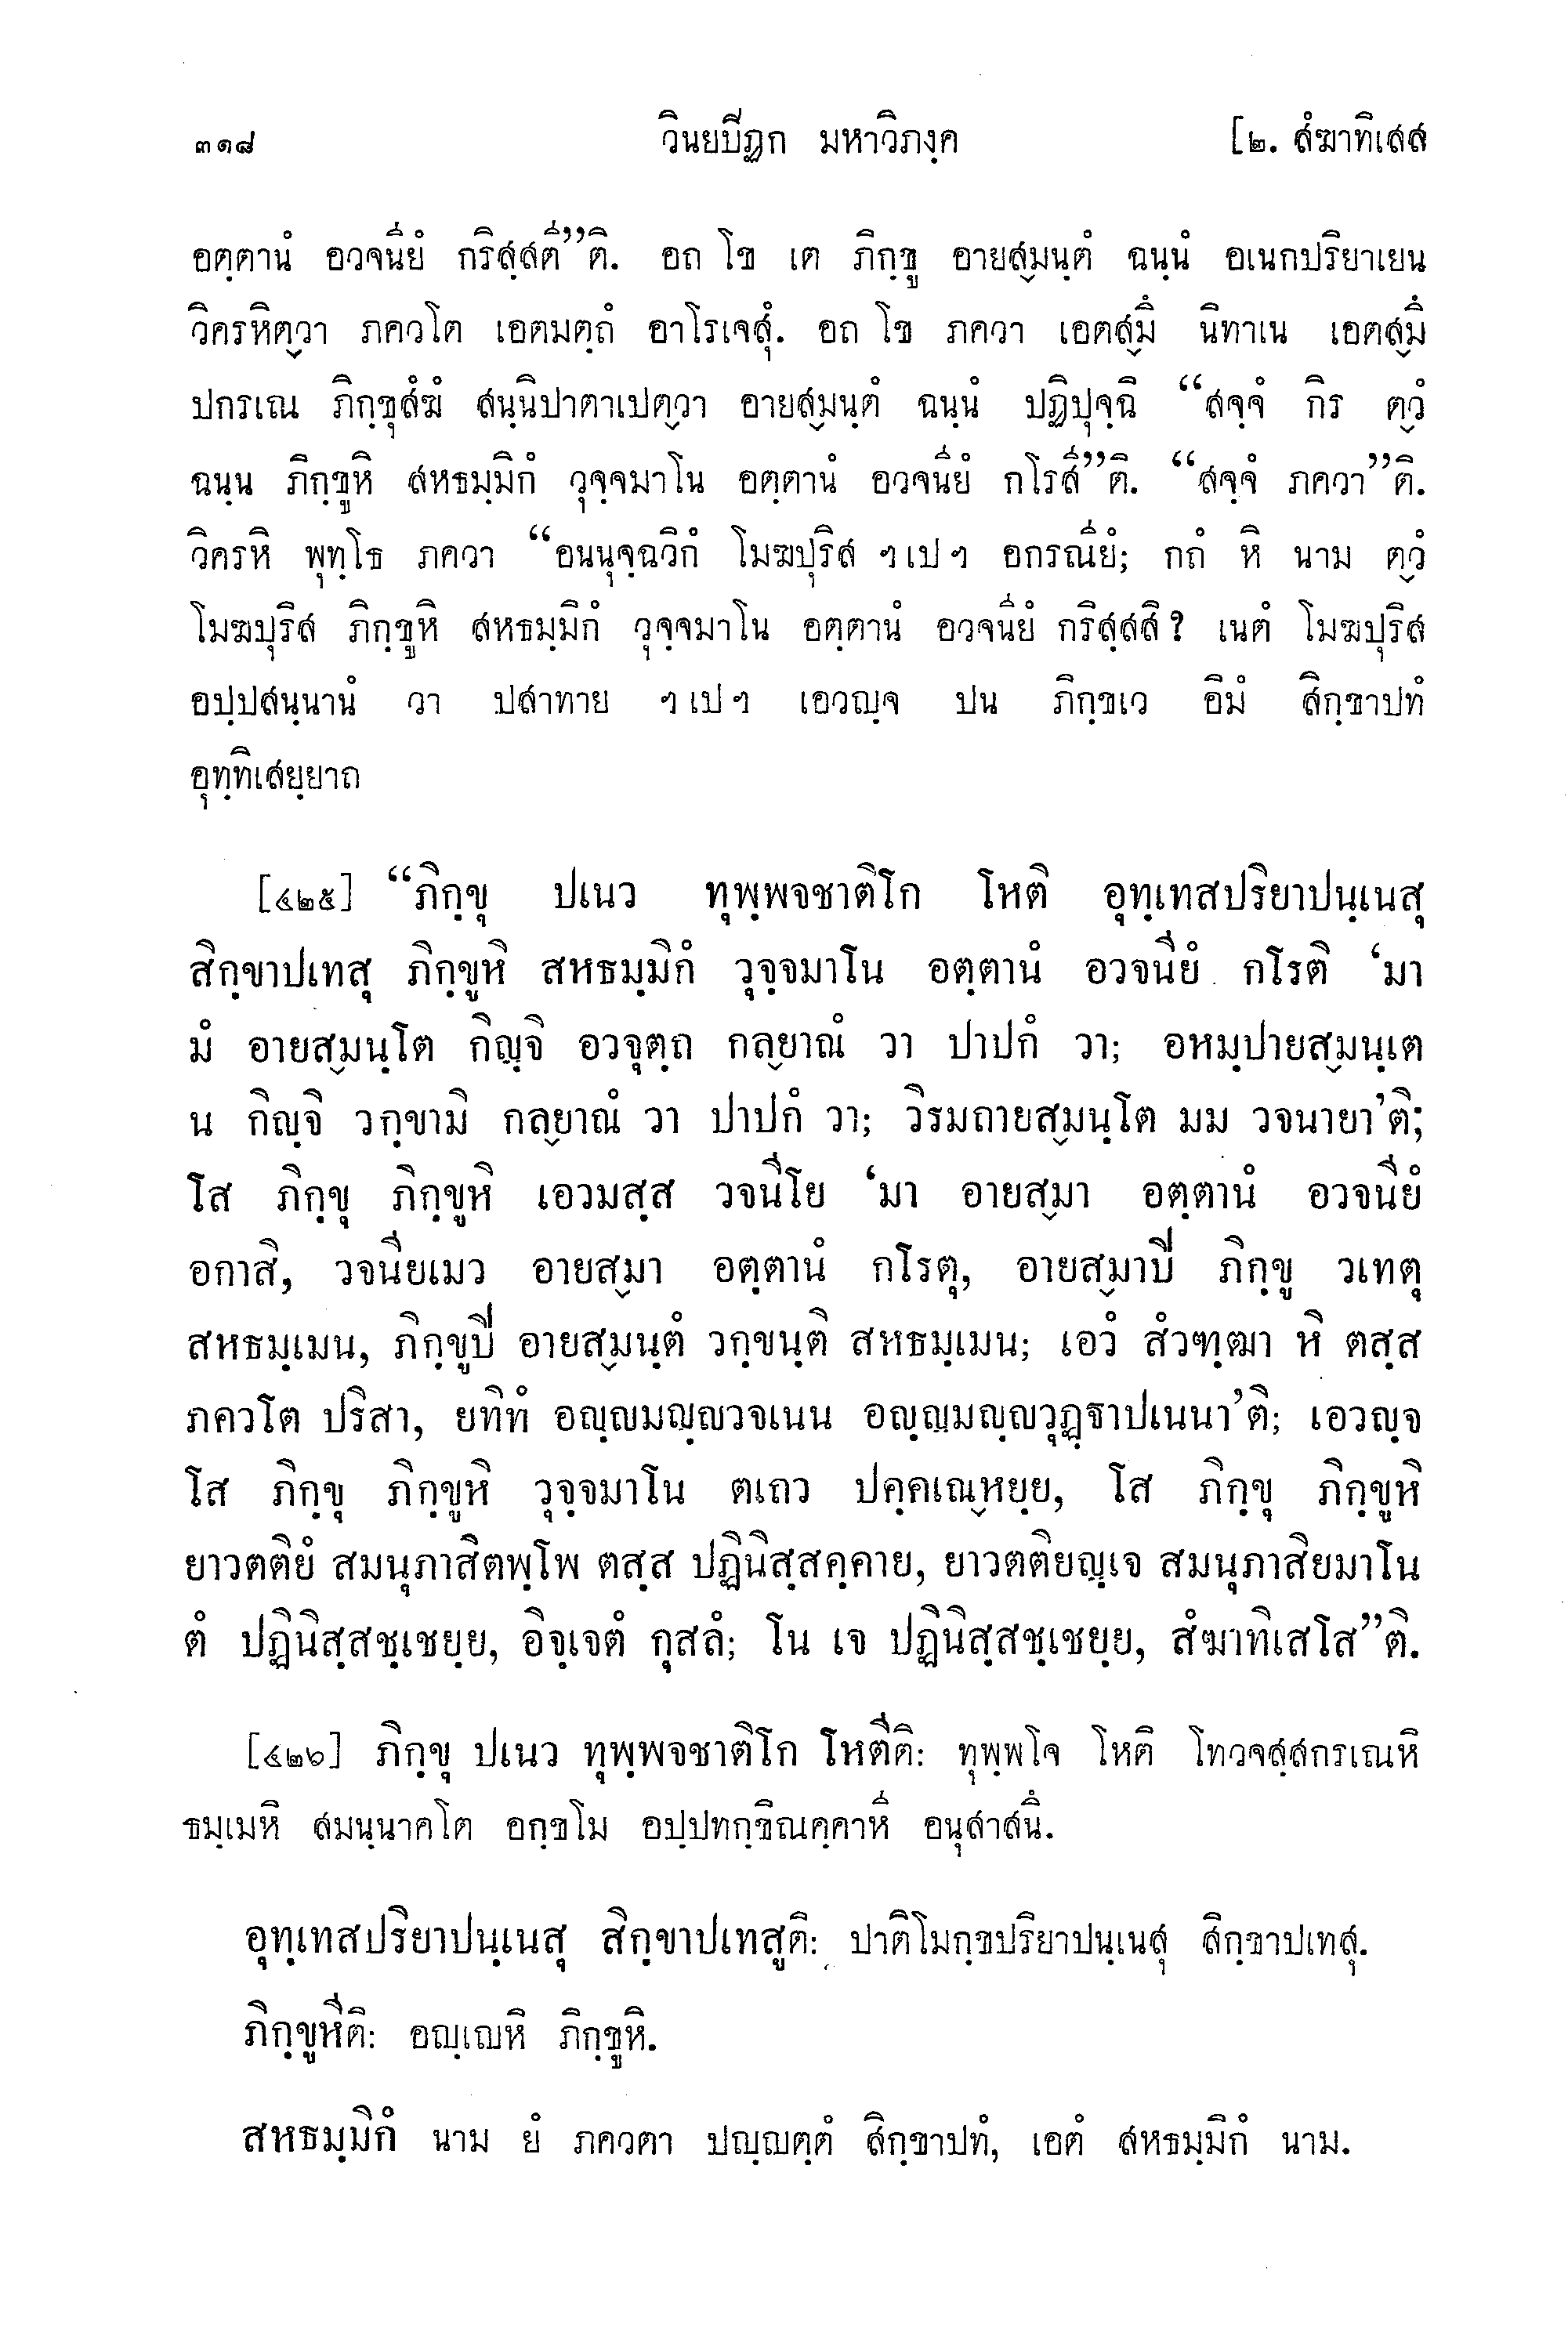 ๓๑๘ วินยปีฏก มหาวิภงฺค [๒. สํฆาทิเสส
อตฺตานํ อวจนียํ กริสฺสตี”ติ. อถ โข เต ภิกฺขู อายสฺมนฺตํ ฉนฺนํ อเนกปริยาเยน
วิครหิตฺวา ภควโต เอตมตฺถํ อาโรเจสุํ. อถ โข ภควา เอตสฺมึ นิทาเน เอตสฺมึ
ปกรเณ ภิกฺขุสํฆํ สนฺนิปาตาเปตฺวา อายสฺมนฺตํ ฉนฺนํ ปฏิปุจฺฉิ “สจฺจํ กิร ตฺวํ
ฉนฺน ภิกฺขูหิ สหธมฺมิกํ วุจฺจมาโน อตฺตานํ อวจนียํ กโรสี”ติ. “สจฺจํ ภควา”ติ.
วิครหิ พุทฺโธ ภควา “อนนุจฺฉวิกํ โมฆปุริส ฯเปฯ อกรณียํ; กถํ หิ นาม ตฺวํ
โมฆปุริส ภิกฺขูหิ สหธมฺมิกํ วุจฺจมาโน อตฺตานํ อวจนียํ กริสฺสสิ? เนตํ โมฆปุริส
อปฺปสนฺนานํ วา ปสาทาย ฯเปฯ เอวญฺจ ปน ภิกฺขเว อิมํ สิกฺขาปทํ
อุทฺทิเสยฺยาถ
[๔๒๕] “ภิกฺขุ ปเนว ทุพฺพจชาติโก โหติ อุทฺเทสปริยาปนฺเนสุ
สิกฺขาปเทสุ ภิกฺขูหิ สหธมฺมิกํ วุจฺจมาโน อตฺตานํ อวจนียํ กโรติ ‘มา
มํ อายสฺมนฺโต กิญฺจิ อวจุตฺถ กลฺยาณํ วา ปาปกํ วา; อหมฺปายสฺมนฺเต
น กิญฺจิ วกฺขามิ กลฺยาณํ วา ปาปกํ วา; วิรมถายสฺมนฺโต มม วจนายา’ติ;
โส ภิกฺขุ ภิกฺขูหิ เอวมสฺส วจนีโย ‘มา อายสฺมา อตฺตานํ อวจนียํ
อกาสิ, วจนียเมว อายสฺมา อตฺตานํ กโรตุ, อายสฺมาปี ภิกฺขู วเทตุ
สหธมฺเมน, ภิกฺขูปี อายสฺมนฺตํ วกฺขนฺติ สหธมฺเมน; เอวํ สํวฑฺฒา หิ ตสฺส
ภควโต ปริสา, ยทิทํ อญฺญมญฺญวจเนน อญฺญมญฺญวุฏฺฐาปเนนา’ติ; เอวญฺจ
โส ภิกฺขุ ภิกฺขูหิ วุจฺจมาโน ตเถว ปคฺคเณฺหยฺย, โส ภิกฺขุ ภิกฺขูหิ
ยาวตติยํ สมนุภาสิตพฺโพ ตสฺส ปฏินิสฺสคฺคาย, ยาวตติยญฺเจ สมนุภาสิยมาโน
ตํ ปฏินิสฺสชฺเชยฺย, อิจฺเจตํ กุสลํ; โน เจ ปฏินิสฺสชฺเชยฺย, สํฆาทิเสโส”ติ.
[๔๒๖] ภิกฺขุ ปเนว ทุพฺพจชาติโก โหตีติ: ทุพฺพโจ โหติ โทวจสฺสกรเณหิ
ธมฺเมหิ สมนฺนาคโต อกฺขโม อปฺปทกฺขิณคฺคาหี อนุสาสนึ.
อุทฺเทสปริยาปนฺเนสุ สิกฺขาปเทสูติ: ปาติโมกฺขปริยาปนฺเนสุ สิกฺขาปเทสุ.
ภิกฺขูหีติ: อญฺเญหิ ภิกฺขูหิ.
สหธมฺมิกํ นาม ยํ ภควตา ปญฺญตฺตํ สิกฺขาปทํ, เอตํ สหธมฺมิกํ นาม.